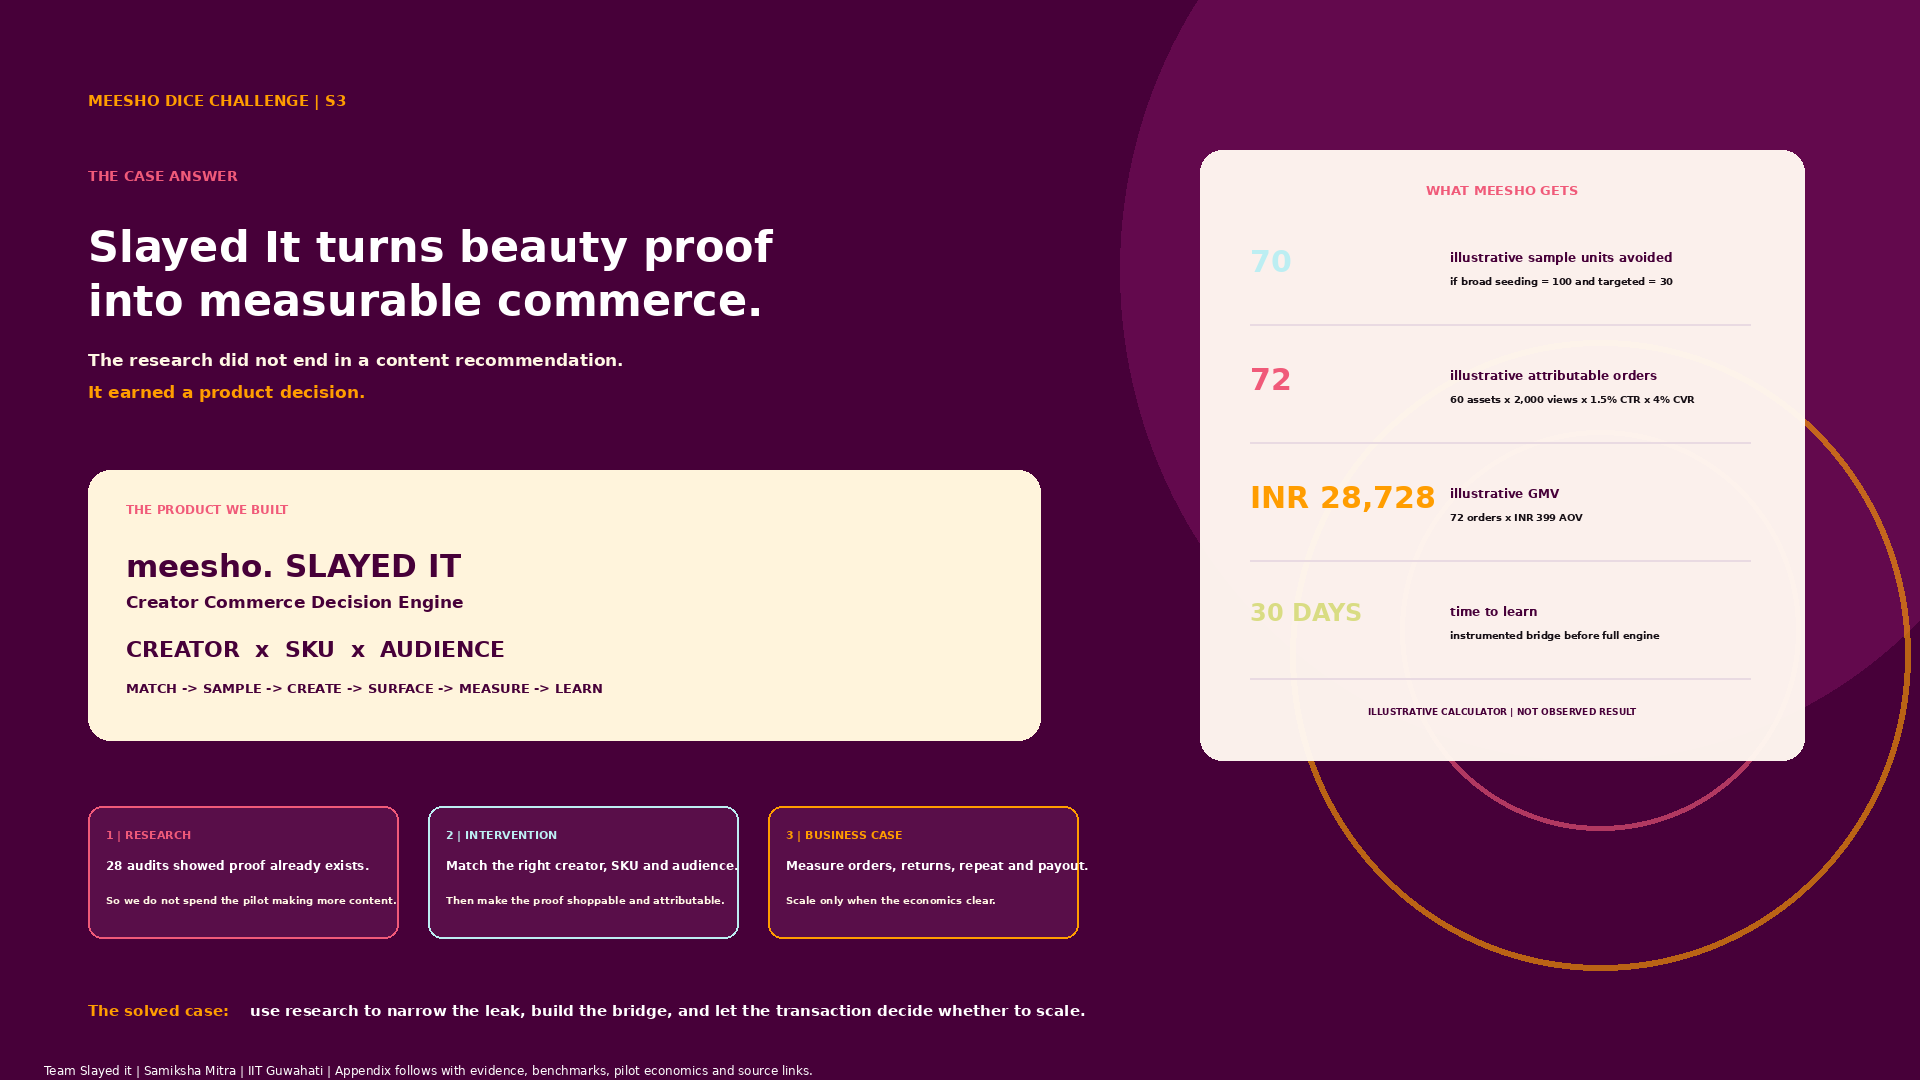 MEESHO DICE CHALLENGE | S3
THE CASE ANSWER
Slayed It turns beauty proof
into measurable commerce.
The research did not end in a content recommendation.
It earned a product decision.
THE PRODUCT WE BUILT
meesho. SLAYED IT
Creator Commerce Decision Engine
CREATOR x SKU x AUDIENCE
MATCH -> SAMPLE -> CREATE -> SURFACE -> MEASURE -> LEARN
1 | RESEARCH
28 audits showed proof already exists.
So we do not spend the pilot making more content.
2 | INTERVENTION
Match the right creator, SKU and audience.
Then make the proof shoppable and attributable.
3 | BUSINESS CASE
Measure orders, returns, repeat and payout.
Scale only when the economics clear.
WHAT MEESHO GETS
70
illustrative sample units avoided
if broad seeding = 100 and targeted = 30
72
illustrative attributable orders
60 assets x 2,000 views x 1.5% CTR x 4% CVR
INR 28,728
illustrative GMV
72 orders x INR 399 AOV
30 DAYS
time to learn
instrumented bridge before full engine
ILLUSTRATIVE CALCULATOR | NOT OBSERVED RESULT
The solved case: use research to narrow the leak, build the bridge, and let the transaction decide whether to scale.
Team Slayed it | Samiksha Mitra | IIT Guwahati | Appendix follows with evidence, benchmarks, pilot economics and source links.